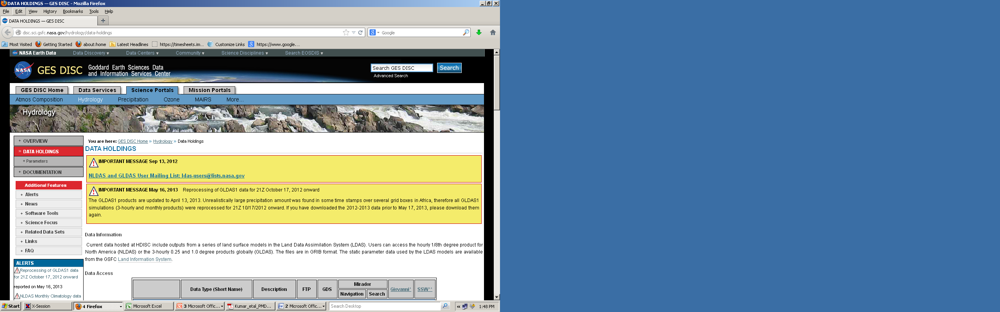 DATA HOLDINGS — GES DISC - Mozilla Firefox
File Edit View History Bookmarks Tools Help
DATA HOLDINGS — GES DISC
disc.sci.gsfc.nasa.gov/hydrology/data-holdings
Google
Most Visited Getting Started about:home Latest Headlines https://timesheets.im... Customize Links https://www.google....
NASA Earth Data Data Discovery Data Centers Community Science Disciplines Search EOSDIS
NASA GES DISC Goddard Earth Sciences Data
and Information Services Center
Search GES DISC Search
Advanced Search
GES DISC Home Data Services Science Portals Mission Portals
Atmos Composition Hydrology Precipitation Ozone MAIRS More...
Hydrology
+ OVERVIEW
» DATA HOLDINGS
+ Parameters
+ DOCUMENTATION
Additional Features
+ Alerts
+ News
+ Software Tools
+ Science Focus
+ Related Data Sets
+ Links
+ FAQ
ALERTS
Reprocessing of GLDAS1 data
for 21Z October 17, 2012 onward
reported on May 16, 2013
NLDAS Monthly Climatology data
You are here: GES DISC Home » Hydrology » Data Holdings
DATA HOLDINGS
IMPORTANT MESSAGE Sep 13, 2012
NLDAS and GLDAS User Mailing List: ldas-users@lists.nasa.gov
IMPORTANT MESSAGE May 16, 2013 Reprocessing of GLDAS1 data for 21Z October 17, 2012 onward
The GLDAS1 products are updated to April 13, 2013. Unrealistically large precipitation amount was found in some time stamps over several grid boxes in Africa, therefore all GLDAS1
simulations (3-hourly and monthly products) were reprocessed for 21Z 10/17/2012 onward. If you have downloaded the 2012-2013 data prior to May 17, 2013, please download them
again.
Data Information
Current data hosted at HDISC include outputs from a series of land surface models in the Land Data Assimilation System (LDAS). Users can access the hourly 1/8th degree product for
North America (NLDAS) or the 3-hourly 0.25 and 1.0 degree products globally (GLDAS). The files are in GRIB format. The static parameter data used by the LDAS models are available
from the GSFC Land Information System.
Data Access
Data Type (Short Name) Description FTP GDS Mirador Giovanni* SSW**
Navigation Search
Start X-Session 4 Firefox Microsoft Excel 3 Microsoft Offic... Kumar_etal_PMD... 2 Microsoft Offic... Search Desktop « 1:48 PM